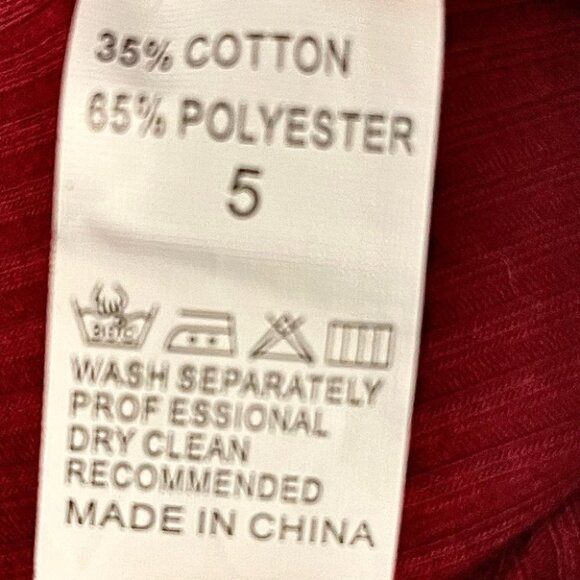 35% COTTON
65% POLYESTER
5
WASH SEPARATELY
PROF ESSIONAL
DRY CLEAN
RECOMMENDED
MADE IN CHINA